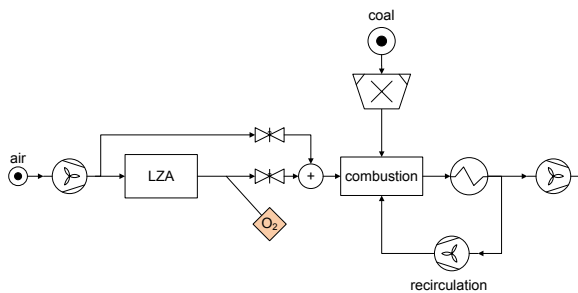 coal
air
LZA
+
combustion
O₂
recirculation